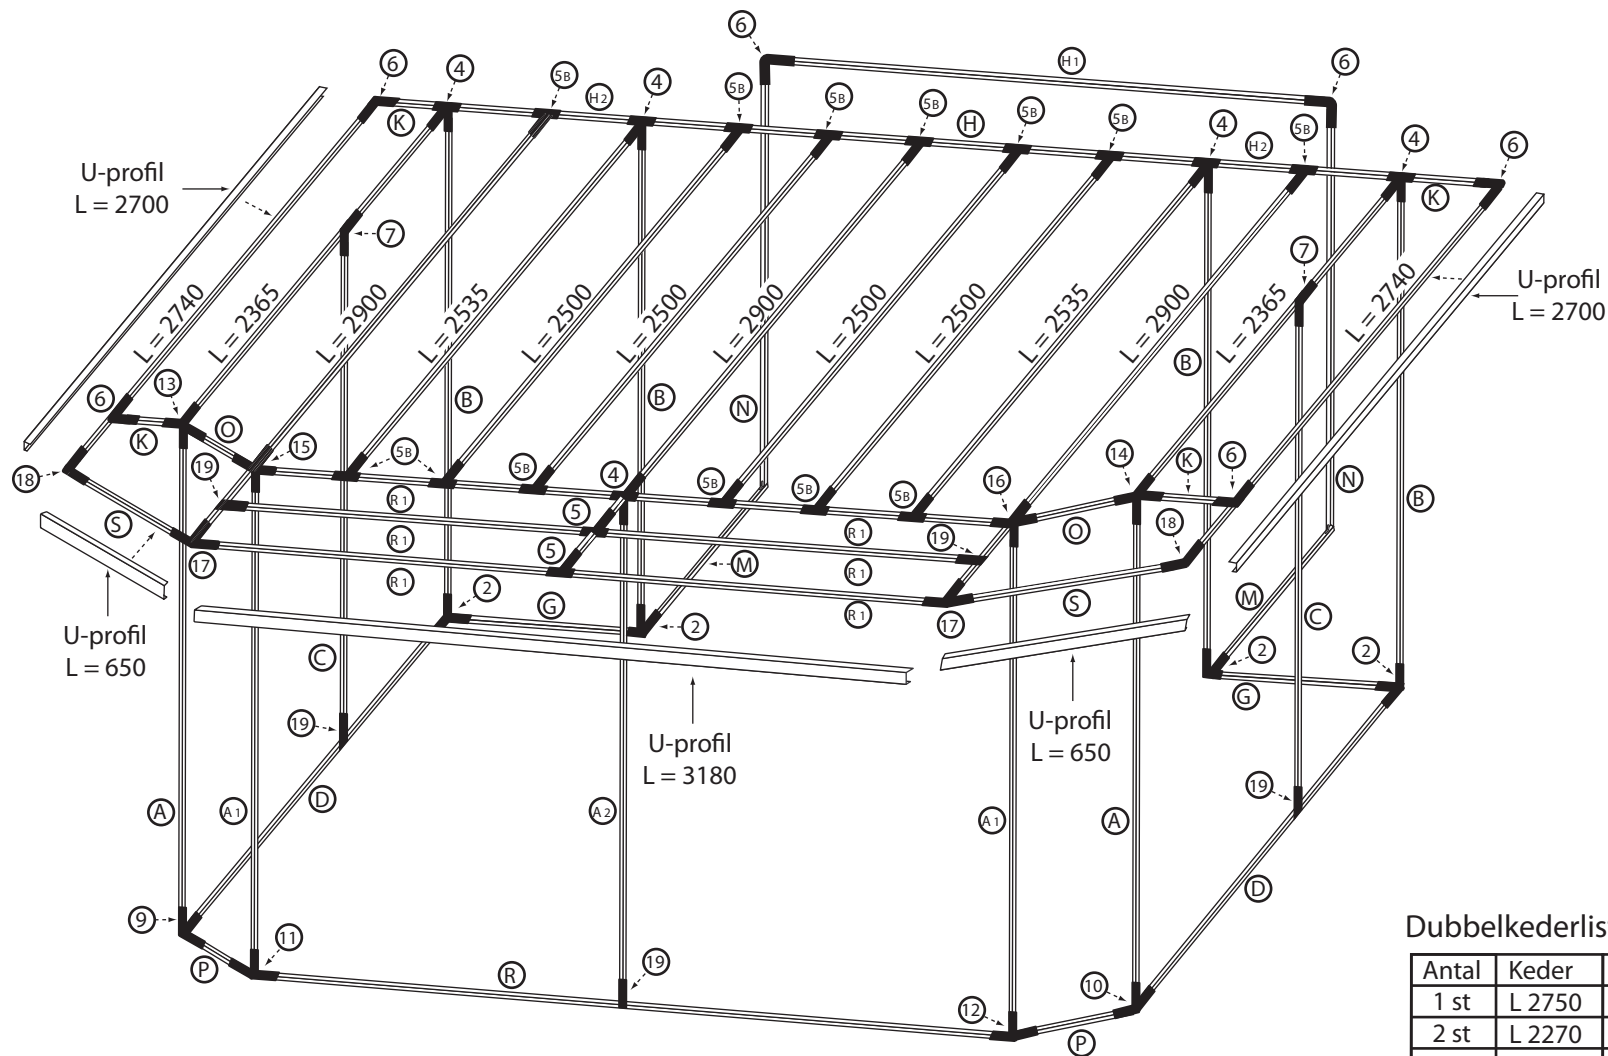 6
H1
6
6
4
5B
H2
4
5B
5B
5B
H
5B
5B
4
H2
5B
4
6
K
K
U-profil
L = 2700
7
7
U-profil
L = 2700
L = 2740
L = 2365
L = 2900
L = 2535
L = 2500
L = 2500
L = 2900
L = 2500
L = 2500
L = 2535
L = 2900
L = 2365
L = 2740
13
6
K
O
B
B
N
B
18
19
15
5B
5B
4
5B
5B
5B
16
14
K
6
N
B
R1
5
R1
19
O
18
S
R1
5
R1
17
R1
M
R1
17
S
M
C
2
G
2
2
2
G
U-profil
L = 650
C
19
U-profil
L = 3180
U-profil
L = 650
19
A
A1
D
A2
A1
A
D
9
11
P
R
19
12
10
P
Dubbelkederlis
Antal Keder
1 st L 2750
2 st L 2270